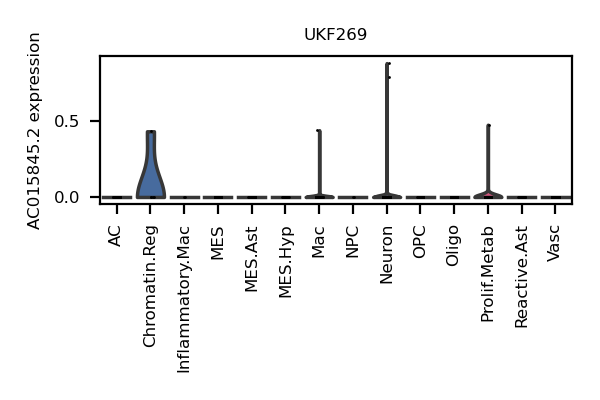 UKF269
AC015845.2 expression
0.5
0.0
AC
Chromatin.Reg
Inflammatory.Mac
MES
MES.Ast
MES.Hyp
Mac
NPC
Neuron
OPC
Oligo
Prolif.Metab
Reactive.Ast
Vasc